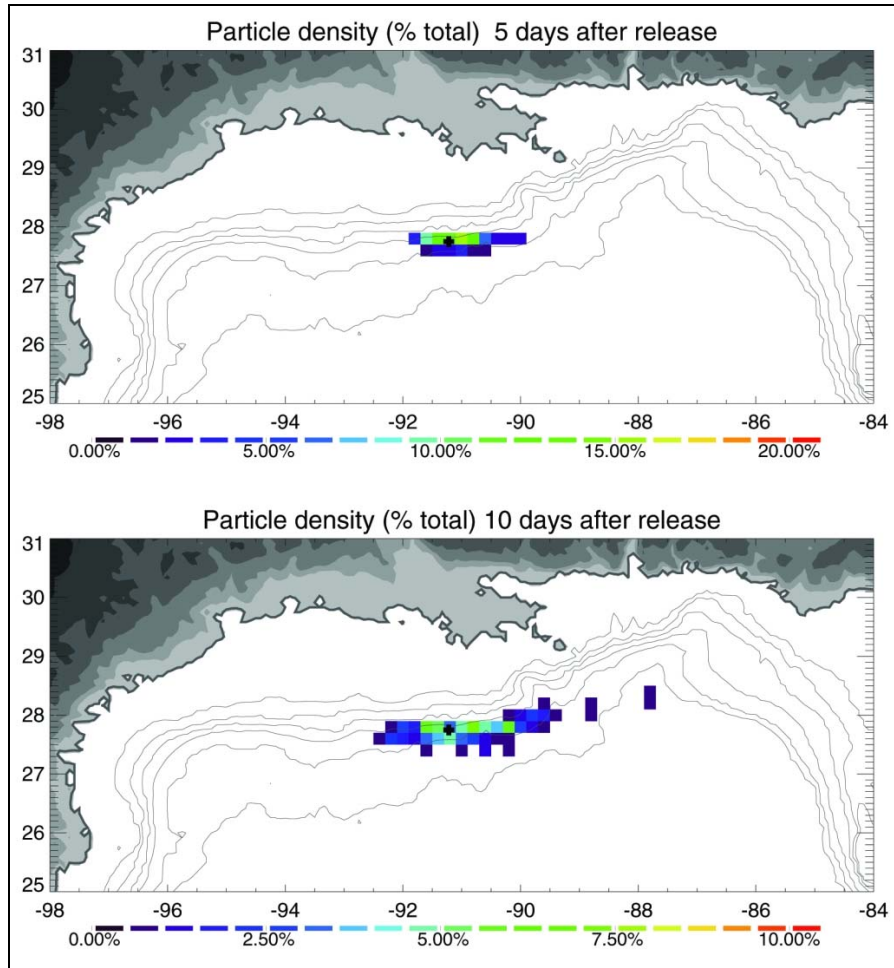 Particle density (% total) 5 days after release
31
30
29
28
27
26
25
-98 -96 -94 -92 -90 -88 -86 -84
0.00% 5.00% 10.00% 15.00% 20.00%
Particle density (% total) 10 days after release
31
30
29
28
27
26
25
-98 -96 -94 -92 -90 -88 -86 -84
0.00% 2.50% 5.00% 7.50% 10.00%